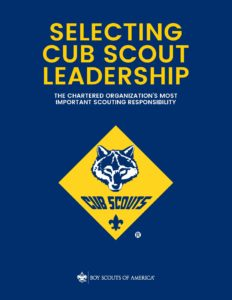 SELECTING
CUB SCOUT
LEADERSHIP
THE CHARTERED ORGANIZATION'S MOST
IMPORTANT SCOUTING RESPONSIBILITY
CUB SCOUTS
®
BOY SCOUTS OF AMERICA®